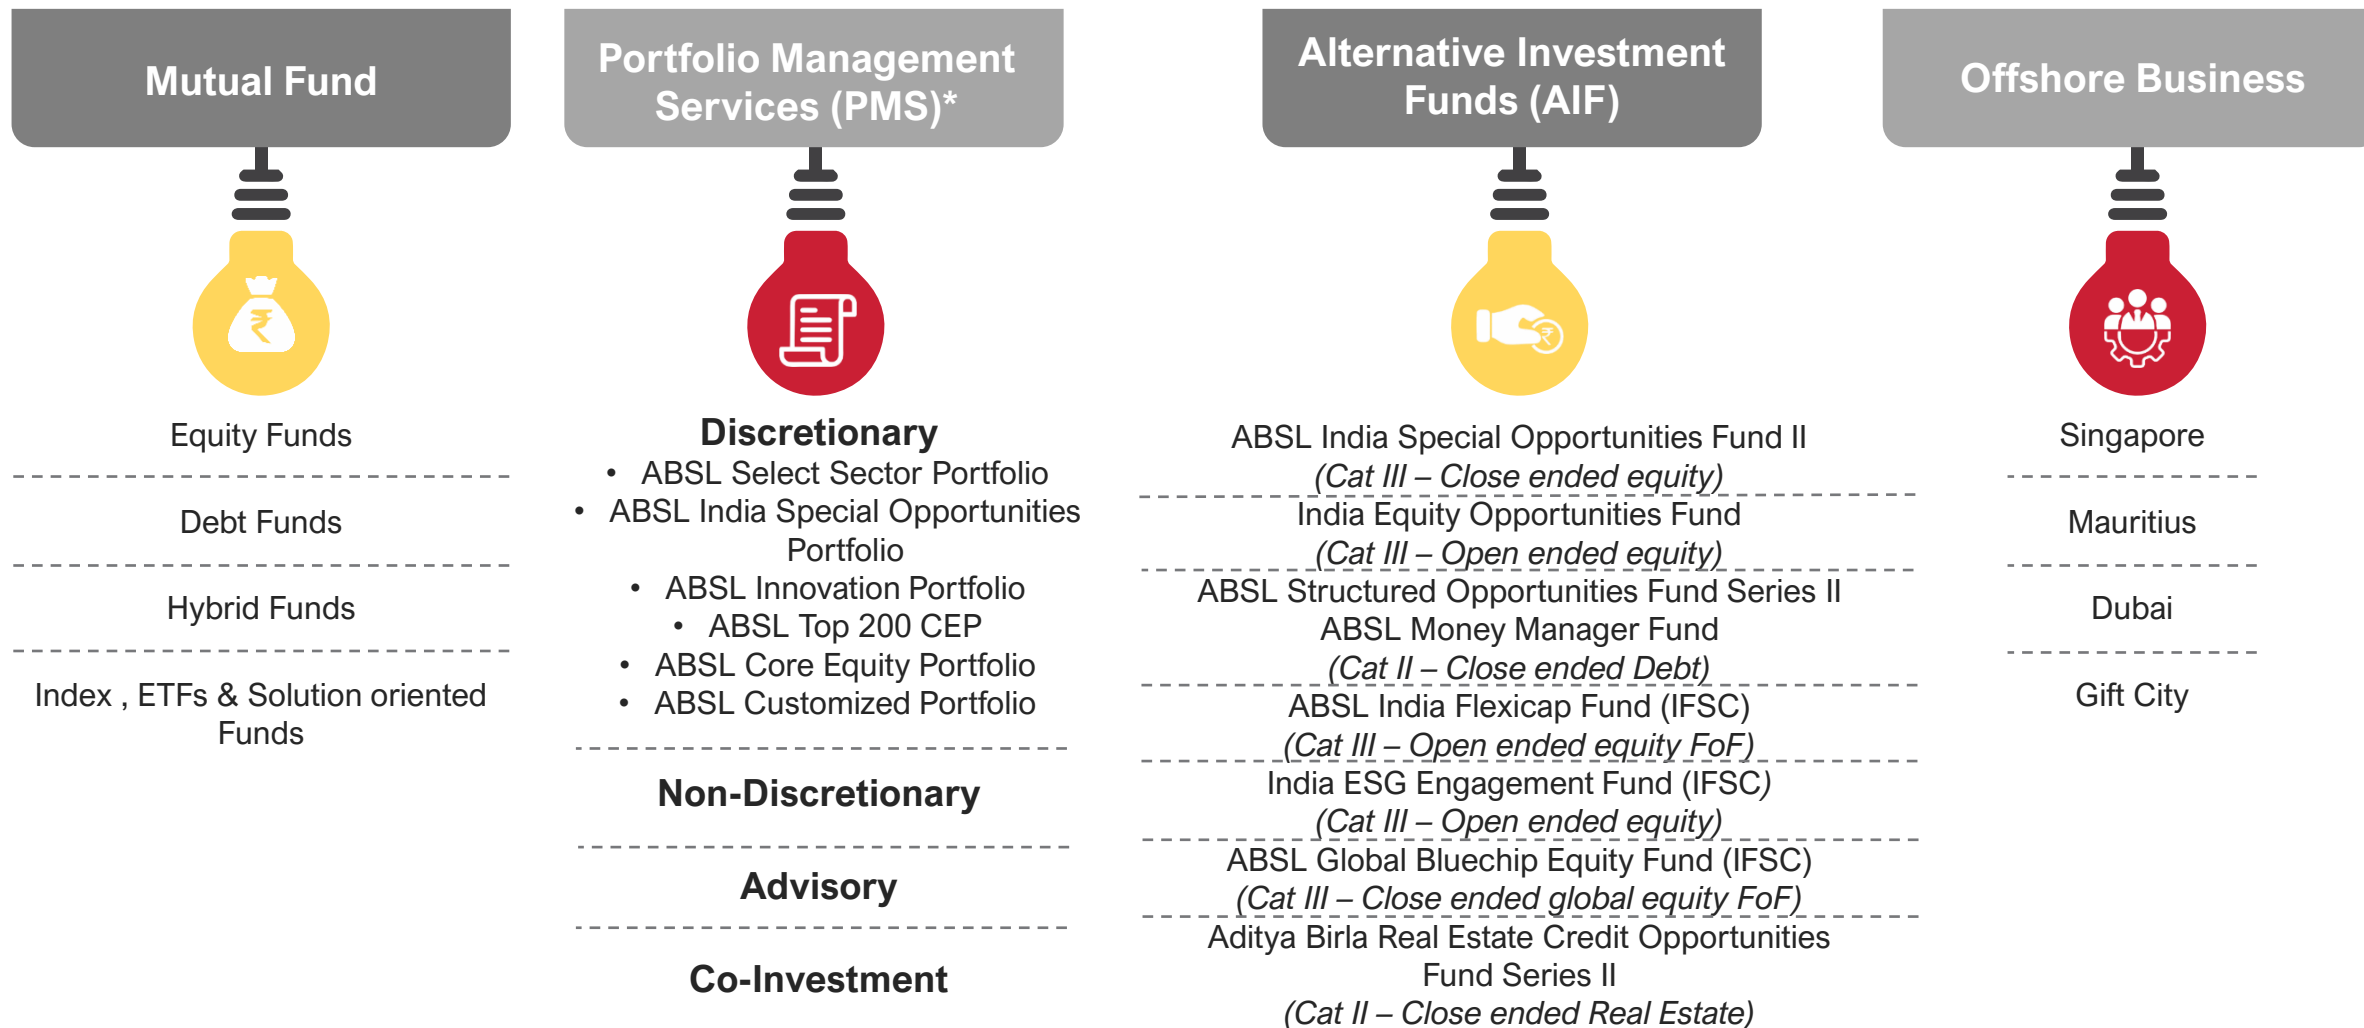 Mutual Fund
Equity Funds
Debt Funds
Hybrid Funds
Index , ETFs & Solution oriented
Funds
Portfolio Management
Services (PMS)*
Discretionary
• ABSL Select Sector Portfolio
• ABSL India Special Opportunities
Portfolio
• ABSL Innovation Portfolio
• ABSL Top 200 CEP
• ABSL Core Equity Portfolio
• ABSL Customized Portfolio
Non-Discretionary
Advisory
Co-Investment
Alternative Investment
Funds (AIF)
ABSL India Special Opportunities Fund II
(Cat III – Close ended equity)
India Equity Opportunities Fund
(Cat III – Open ended equity)
ABSL Structured Opportunities Fund Series II
ABSL Money Manager Fund
(Cat II – Close ended Debt)
ABSL India Flexicap Fund (IFSC)
(Cat III – Open ended equity FoF)
India ESG Engagement Fund (IFSC)
(Cat III – Open ended equity)
ABSL Global Bluechip Equity Fund (IFSC)
(Cat III – Close ended global equity FoF)
Aditya Birla Real Estate Credit Opportunities
Fund Series II
(Cat II – Close ended Real Estate)
Offshore Business
Singapore
Mauritius
Dubai
Gift City